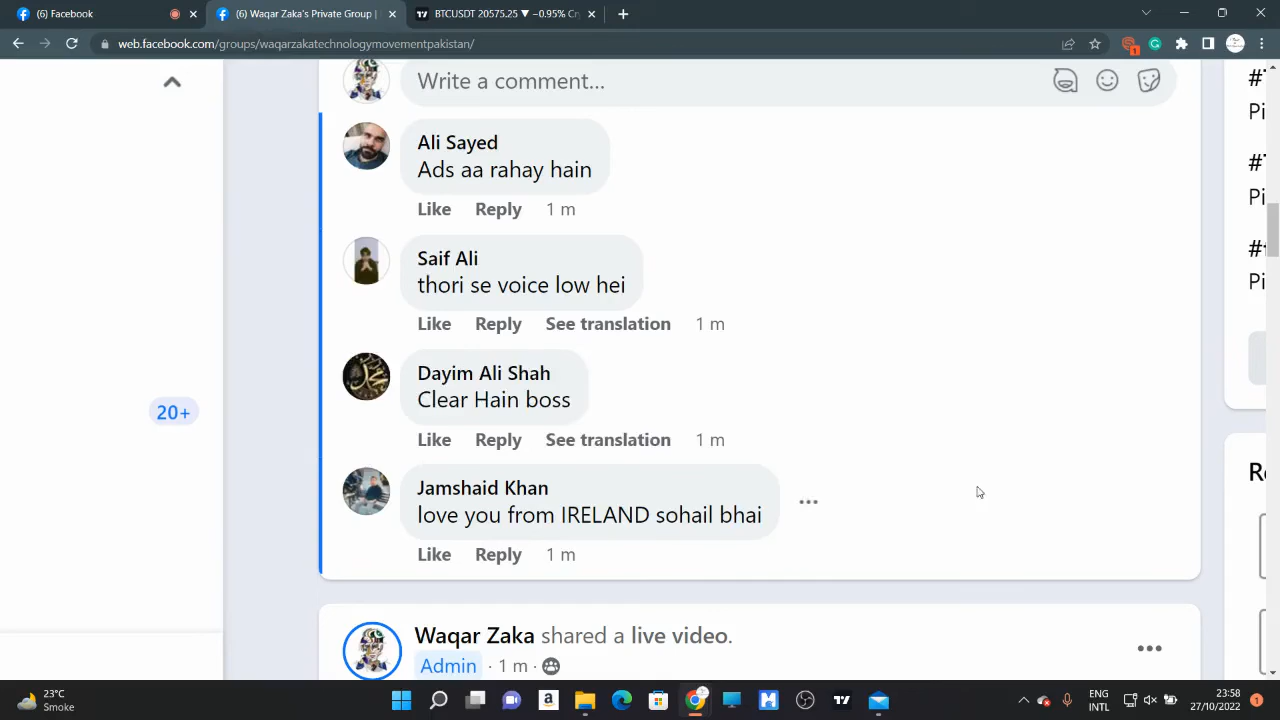 (6) Facebook
(6) Waqar Zaka's Private Group |
BTCUSDT 20575.25 ▼ −0.95% Cr
web.facebook.com/groups/waqarzakatechnologymovementpakistan/
1
Write a comment...
Ali Sayed
Ads aa rahay hain
Like Reply 1 m
Saif Ali
thori se voice low hei
Like Reply See translation 1 m
Dayim Ali Shah
Clear Hain boss
Like Reply See translation 1 m
20+
Jamshaid Khan
love you from IRELAND sohail bhai
Like Reply 1 m
Waqar Zaka shared a live video.
Admin · 1 m ·
Pi
Pi
Pi
23°C
Smoke
ENG
INTL
23:58
27/10/2022
1